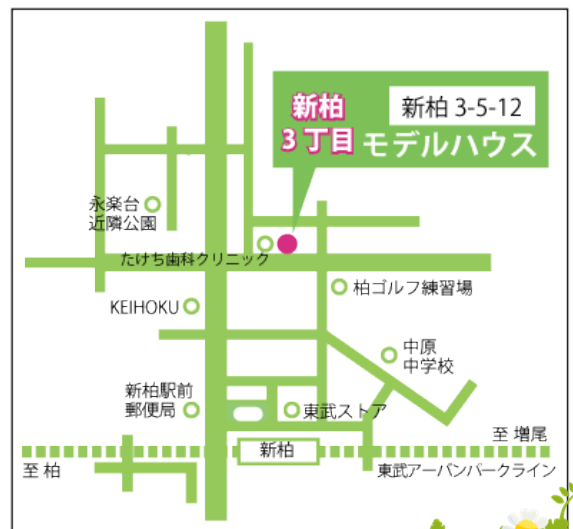 新柏
3丁目
新柏 3-5-12
モデルハウス
永楽台
近隣公園
たけち歯科クリニック
柏ゴルフ練習場
KEIHOKU
中原
中学校
新柏駅前
郵便局
東武ストア
至 増尾
新柏
至 柏
東武アーバンパークライン